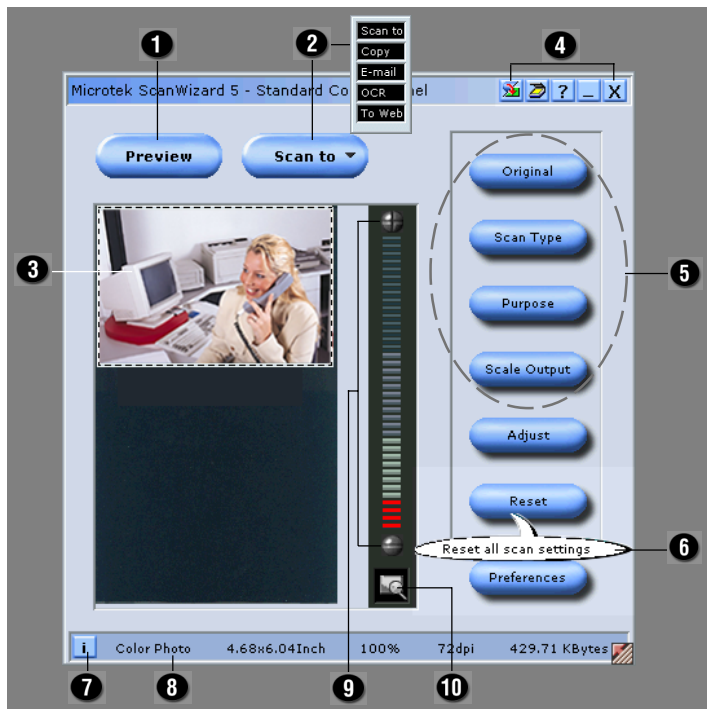 1
2
Scan to
Copy
E-mail
OCR
To Web
4
Microtek ScanWizard 5 - Standard Co el
?
_
X
Preview
Scan to
Original
3
Scan Type
5
Purpose
Scale Output
9
Adjust
Reset
Reset all scan settings
6
Preferences
i
Color Photo
4.68x6.04Inch
100%
72dpi
429.71 KBytes
7
8
9
10